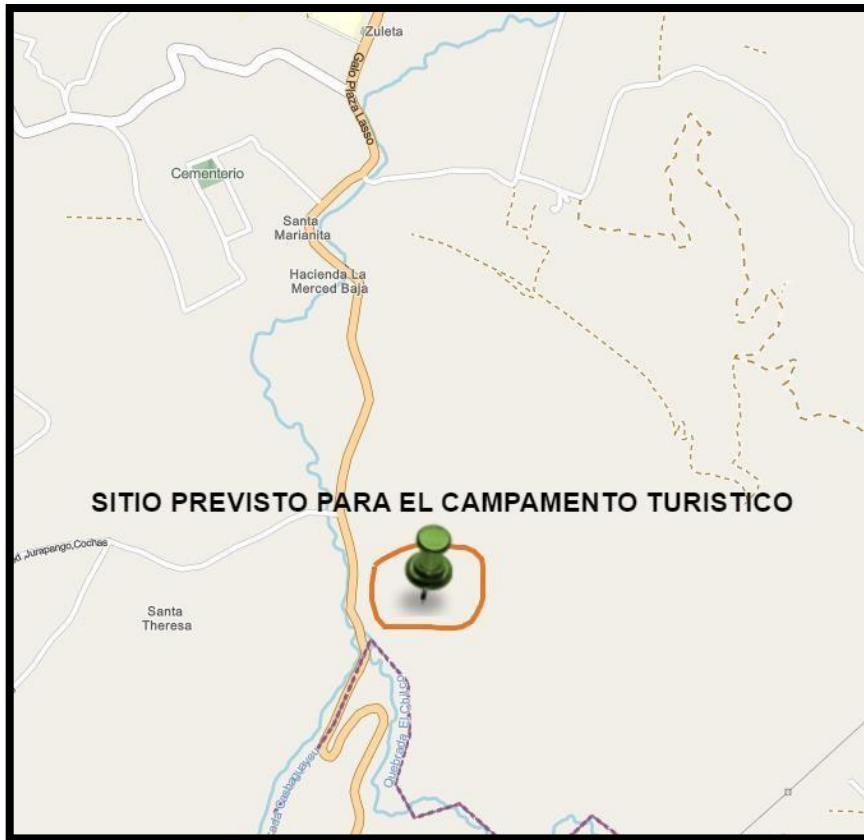 Zuleta
Galo Plaza Lasso
Cementerio
Santa
Marianita
Hacienda La
Merced Baja
SITIO PREVISTO PARA EL CAMPAMENTO TURISTICO
Jurapango,Cochas
Santa
Theresa
Quebrada El Chilco